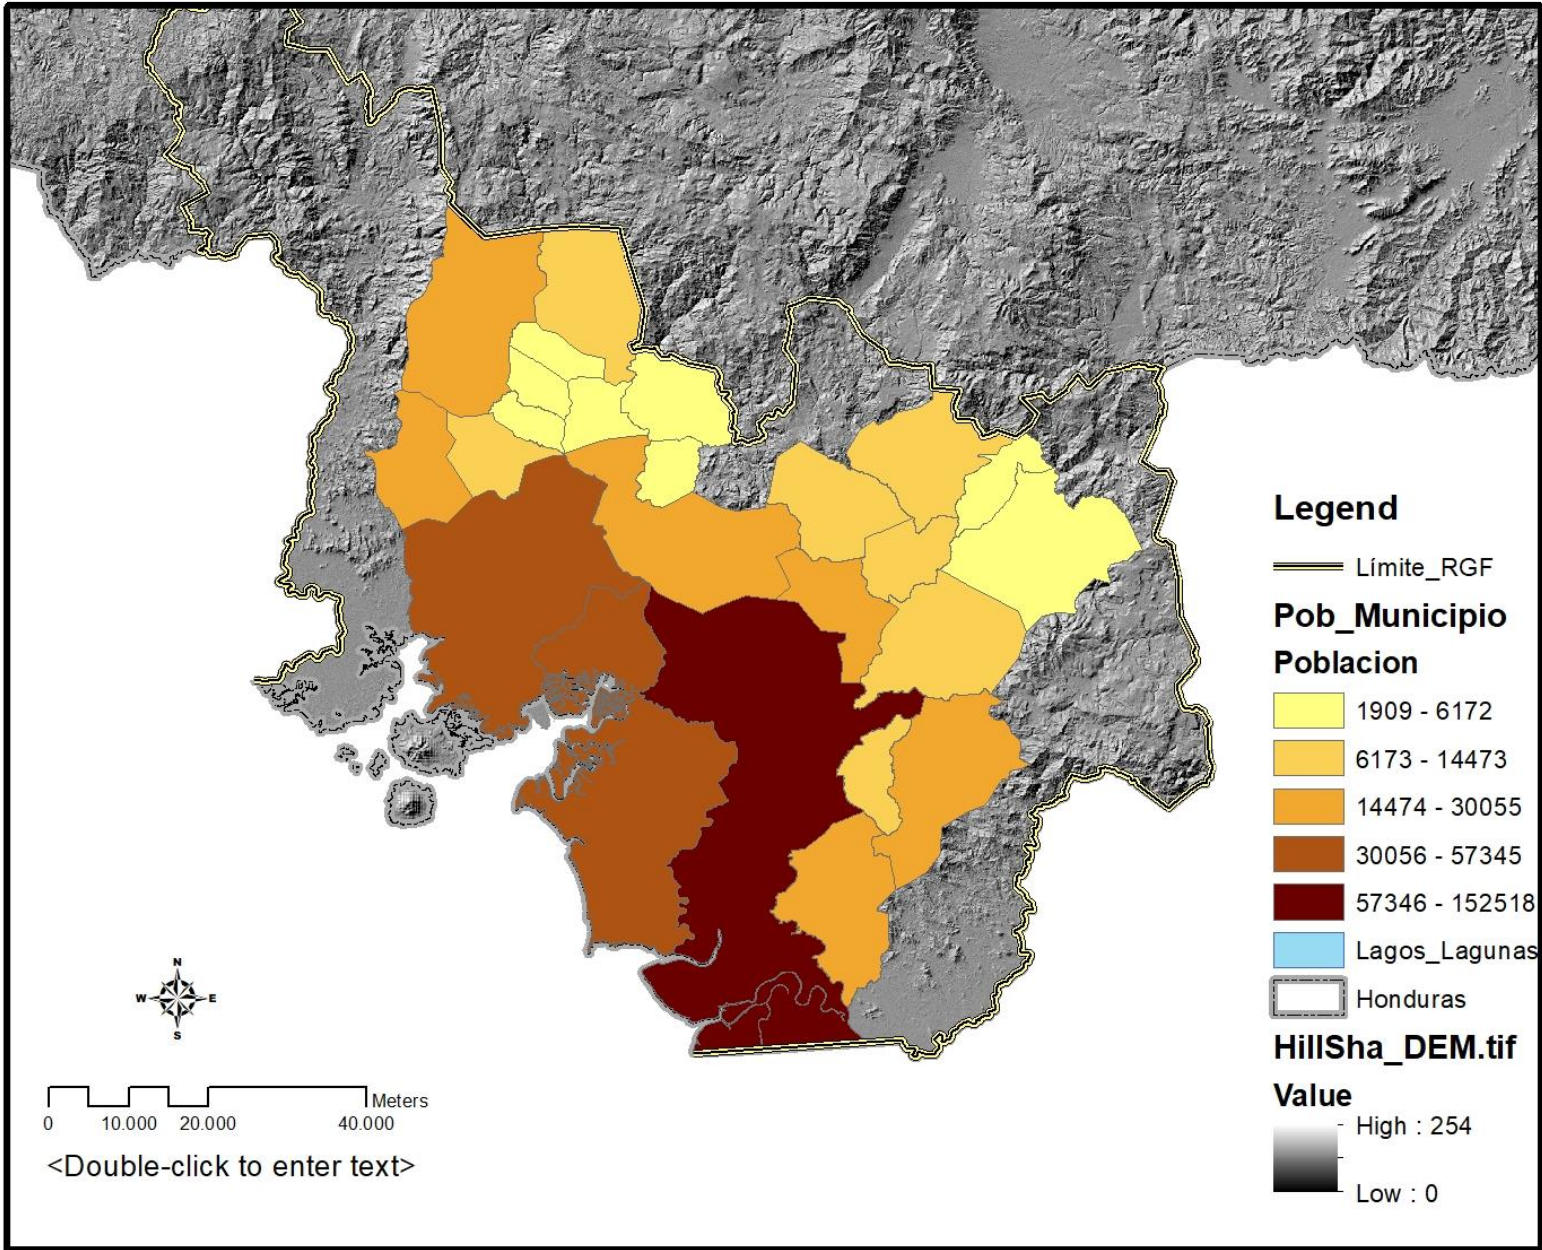 Legend
Límite_RGF
Pob_Municipio
Poblacion
1909 - 6172
6173 - 14473
14474 - 30055
30056 - 57345
57346 - 152518
Lagos_Lagunas
Honduras
HillSha_DEM.tif
Value
High : 254
Low : 0
N
W E
S
Meters
0 10.000 20.000 40.000
<Double-click to enter text>